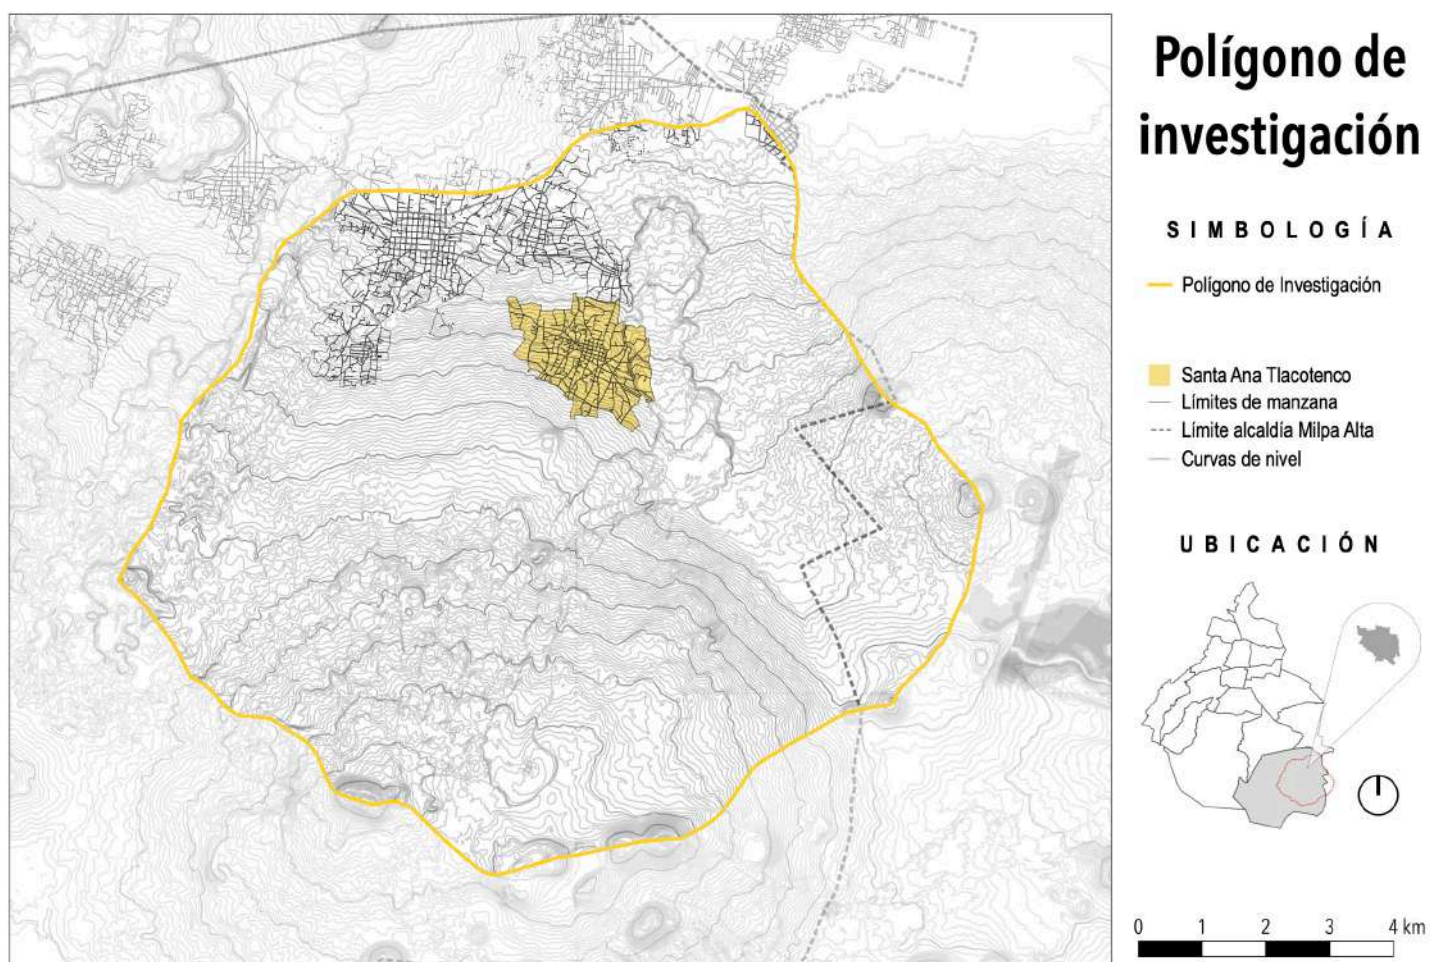 Polígono de
investigación
SIMBOLOGÍA
Polígono de Investigación
Santa Ana Tlacotenco
Límites de manzana
Límite alcaldía Milpa Alta
Curvas de nivel
UBICACIÓN
0 1 2 3 4 km